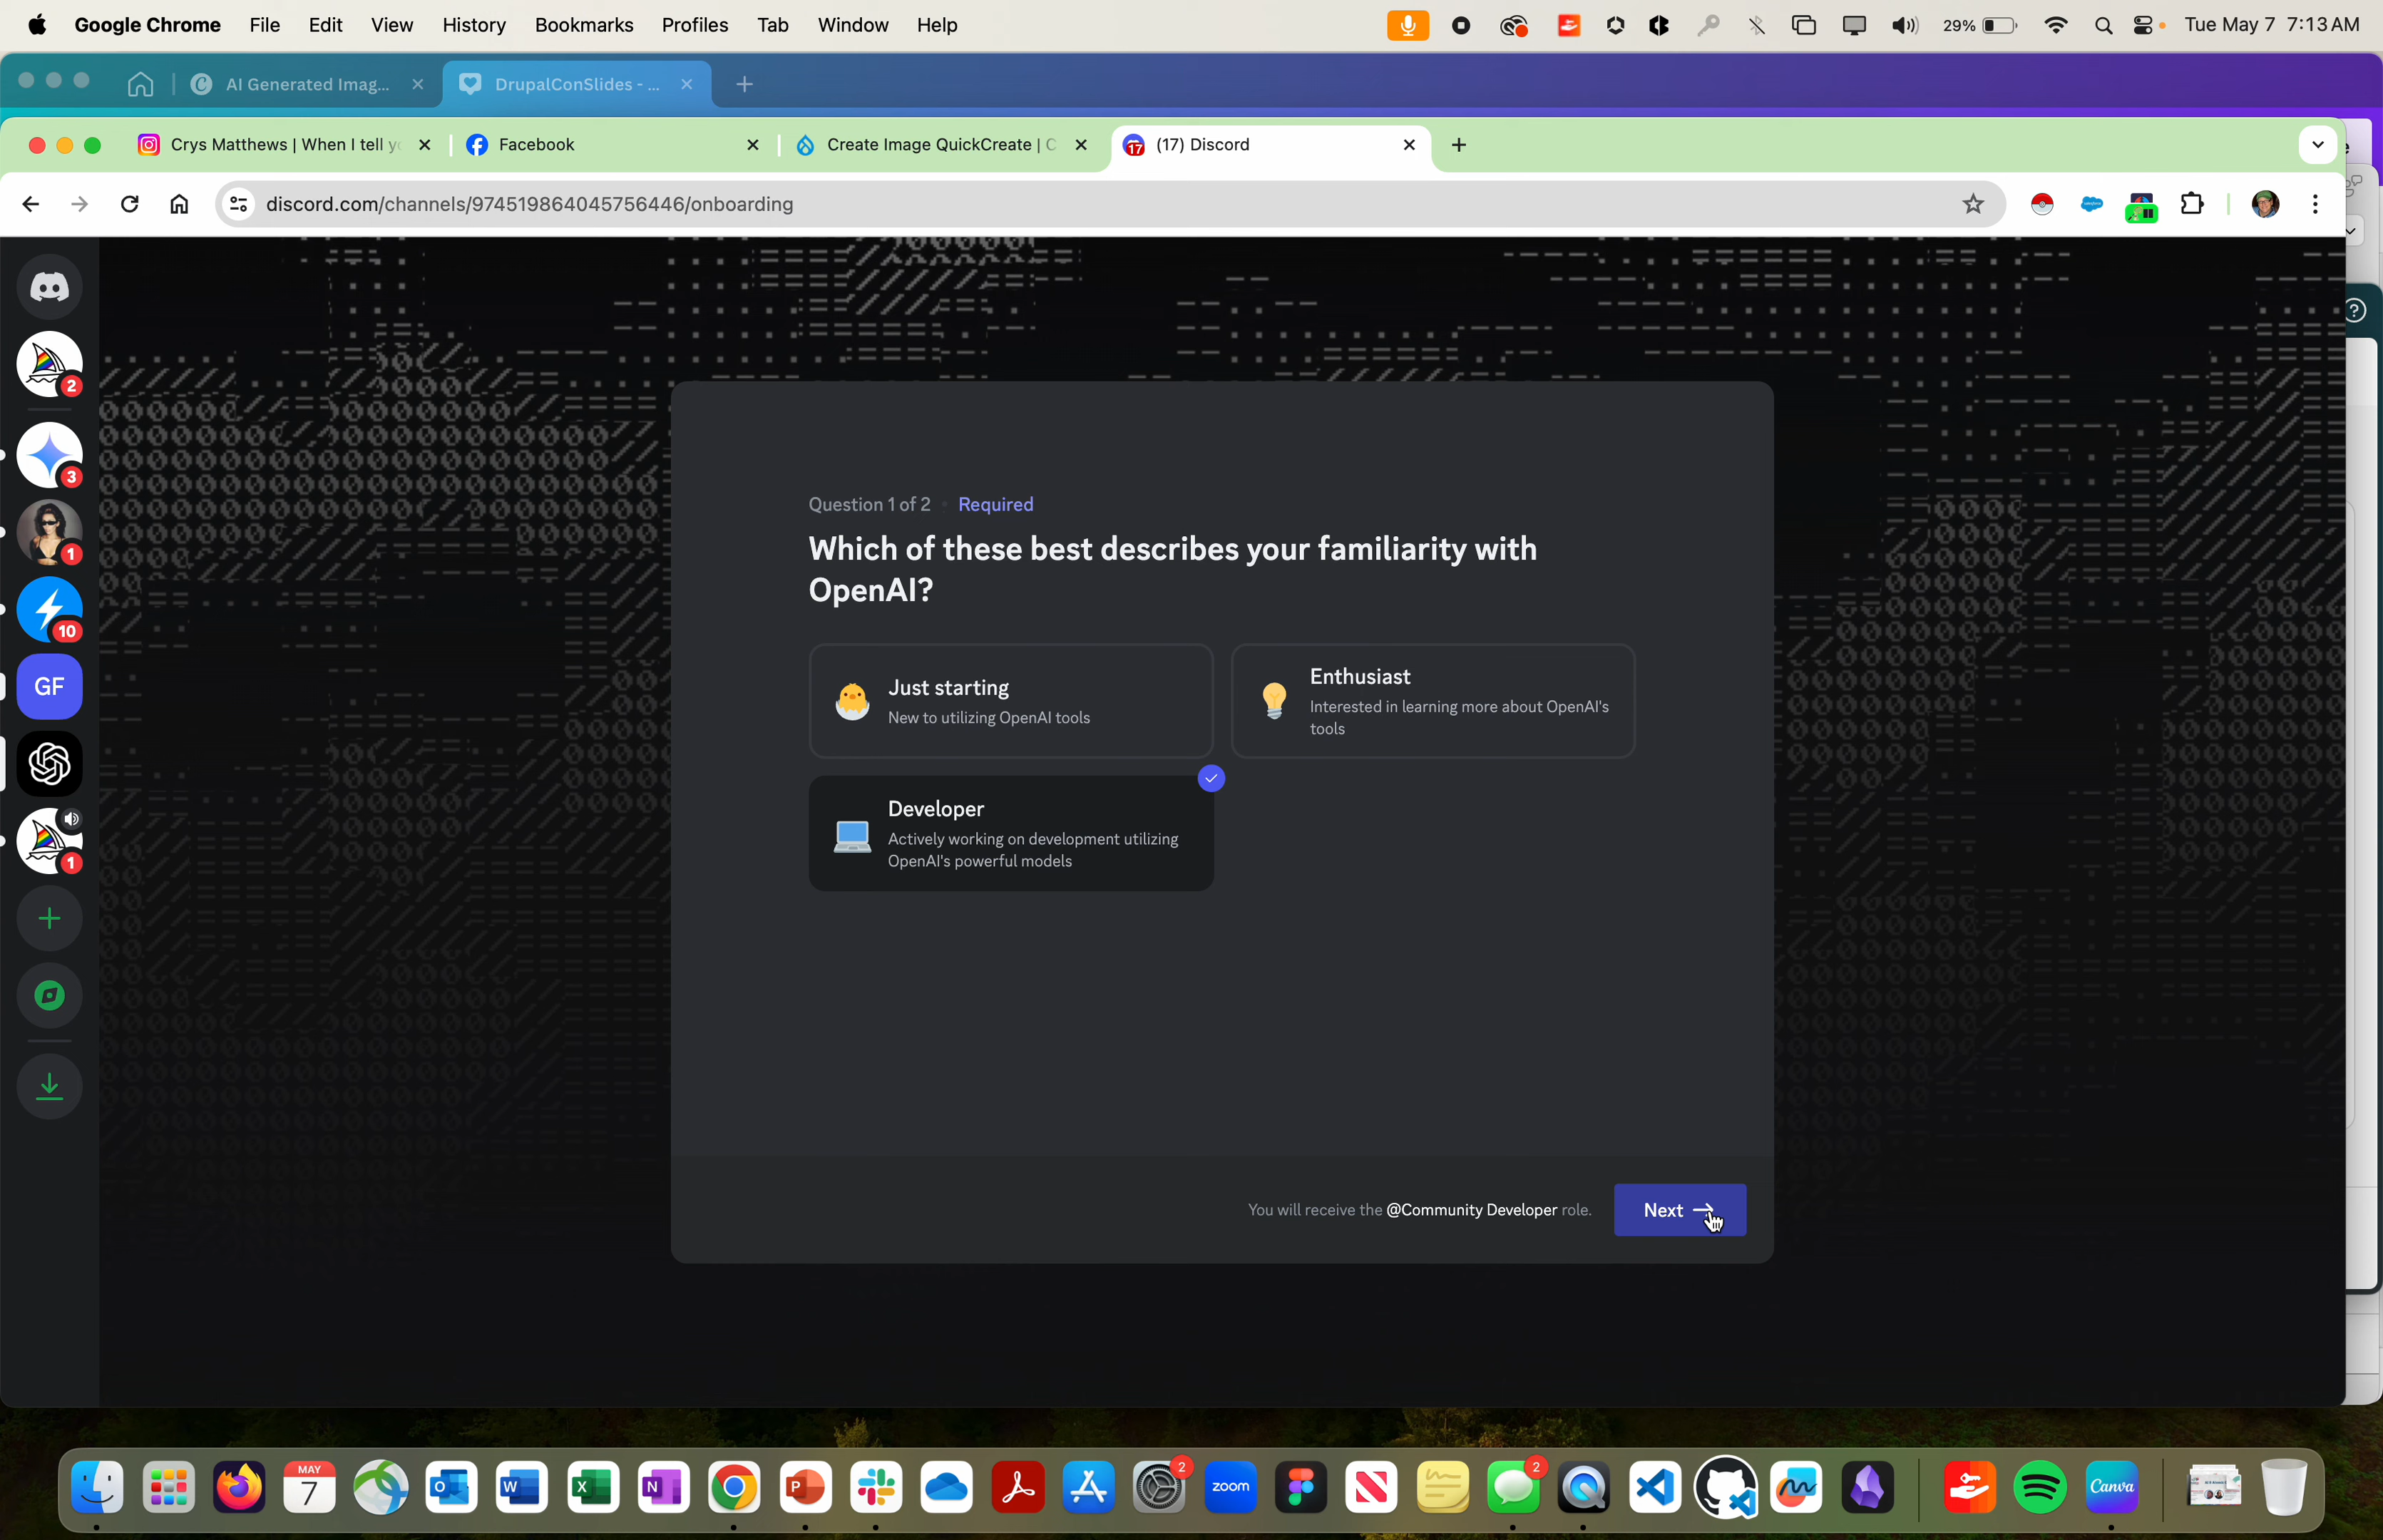 Google Chrome File Edit View History Bookmarks Profiles Tab Window Help 29% Tue May 7 7:13 AM
AI Generated Imag... DrupalConSlides - ...
Crys Matthews | When I tell Facebook Create Image QuickCreate | (17) Discord
discord.com/channels/974519864045756446/onboarding
2
3
1
10
GF
1
Question 1 of 2 Required
Which of these best describes your familiarity with
OpenAI?
Just starting
New to utilizing OpenAI tools
Enthusiast
Interested in learning more about OpenAI's
tools
Developer
Actively working on development utilizing
OpenAI's powerful models
You will receive the @Community Developer role.
Next →
MAY
7
2
zoom
2
Canva